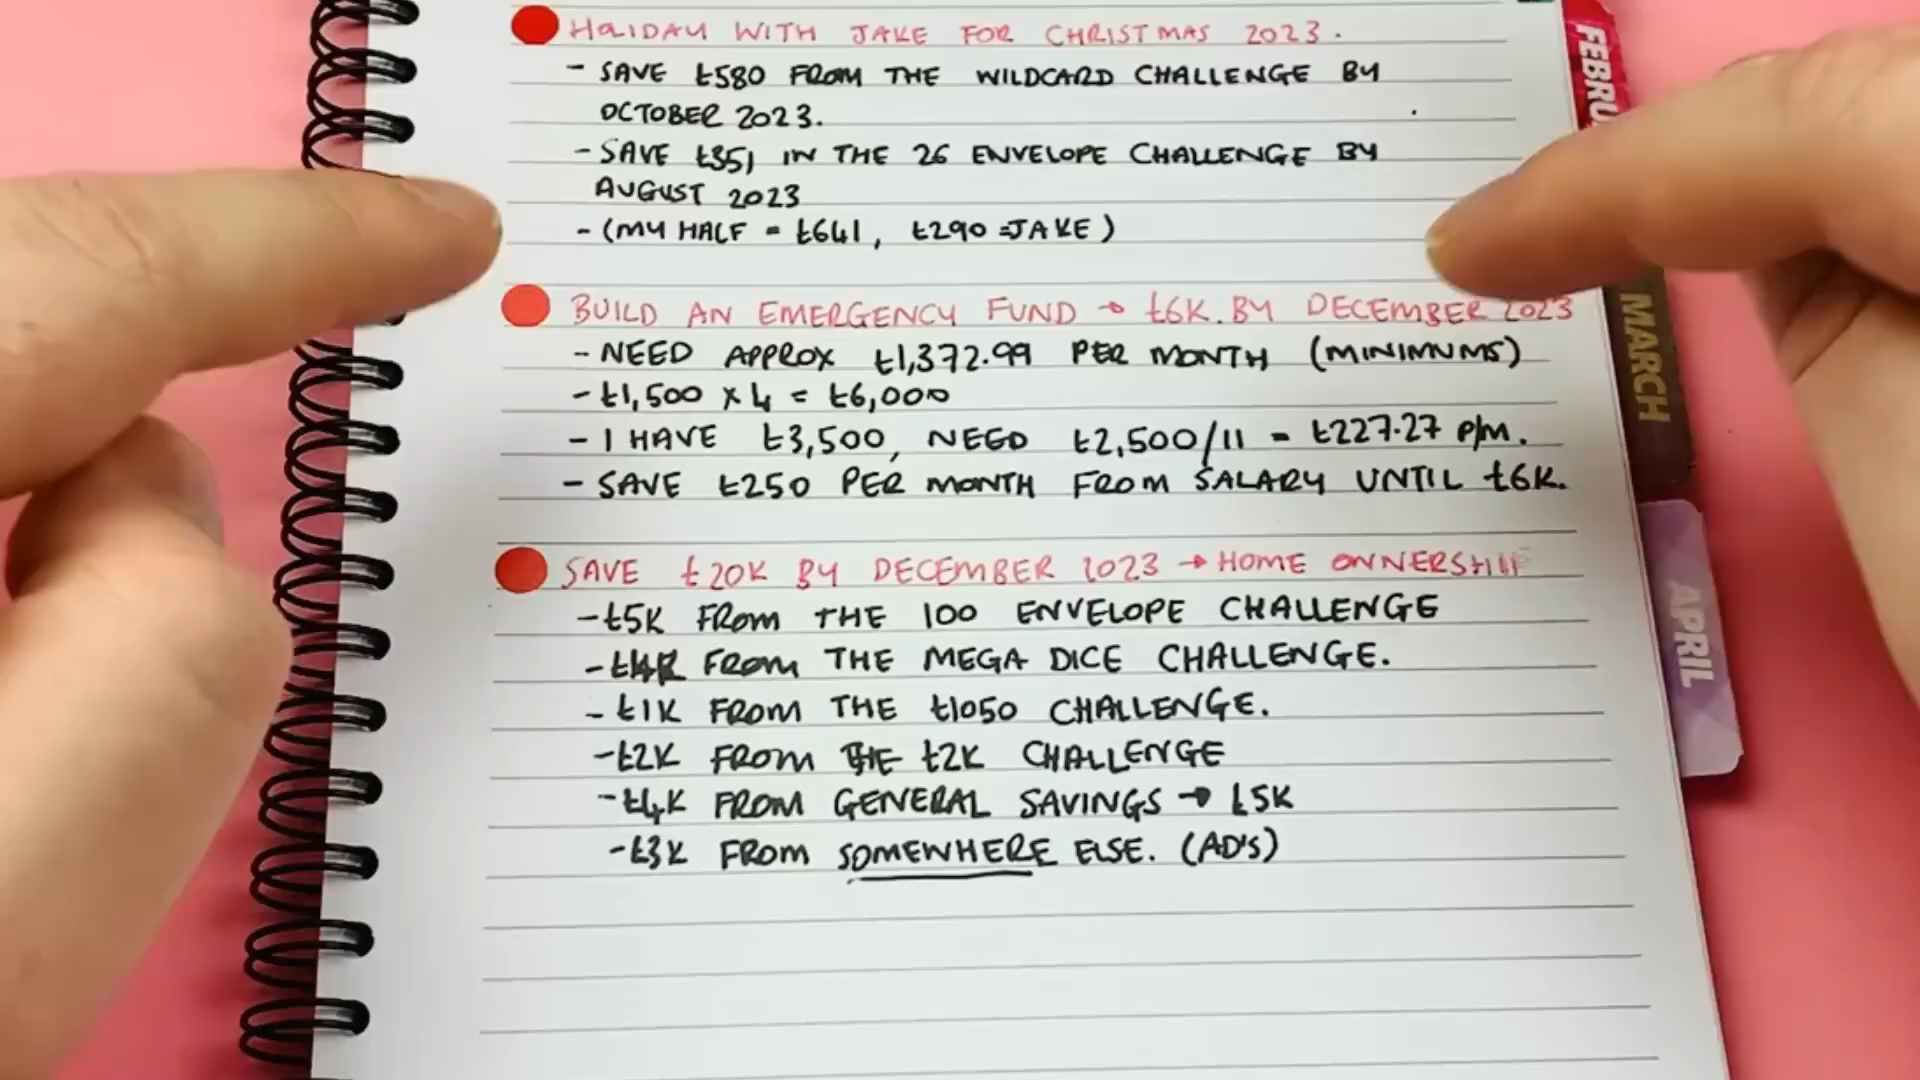 HOLIDAY WITH JAKE FOR CHRISTMAS 2023.
- SAVE £580 FROM THE WILDCARD CHALLENGE BY
OCTOBER 2023.
- SAVE £351 IN THE 26 ENVELOPE CHALLENGE BY
AUGUST 2023
- (MY HALF = £641, £290 = JAKE)
BUILD AN EMERGENCY FUND → £6K. BY DECEMBER 2023
- NEED APPROX £1,372.99 PER MONTH (MINIMUMS)
- £1,500 x 4 = £6,000
- I HAVE £3,500, NEED £2,500/11 = £227.27 P/M.
- SAVE £250 PER MONTH FROM SALARY UNTIL £6K.
SAVE £20K BY DECEMBER 2023 → HOME OWNERSHIP
- £5K FROM THE 100 ENVELOPE CHALLENGE
- £4K FROM THE MEGA DICE CHALLENGE.
- £1K FROM THE £1050 CHALLENGE.
- £2K FROM THE £2K CHALLENGE
- £4K FROM GENERAL SAVINGS → £5K
- £3K FROM SOMEWHERE ELSE. (AD'S)
FEBRU
MARCH
APRIL